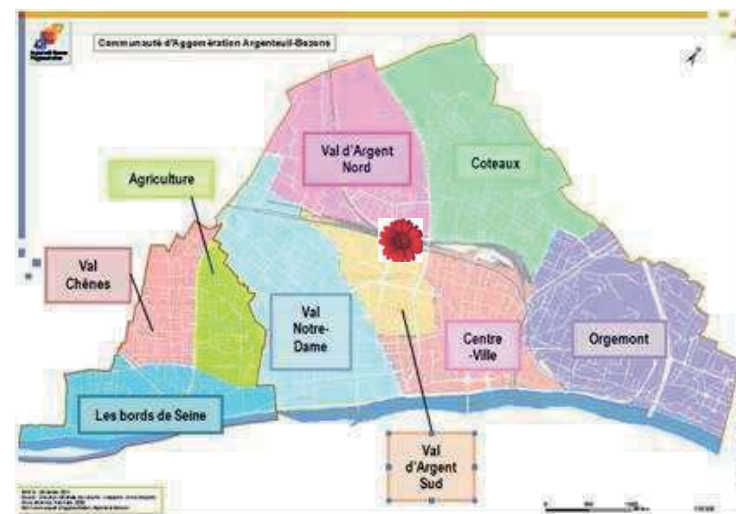 Communauté d'Agglomération Argenteuil-Bezons
Val d'Argent
Nord
Coteaux
Agriculture
Val
Chênes
Val
Notre-
Dame
Centre
-Ville
Orgemont
Les bords de Seine
Val
d'Argent
Sud